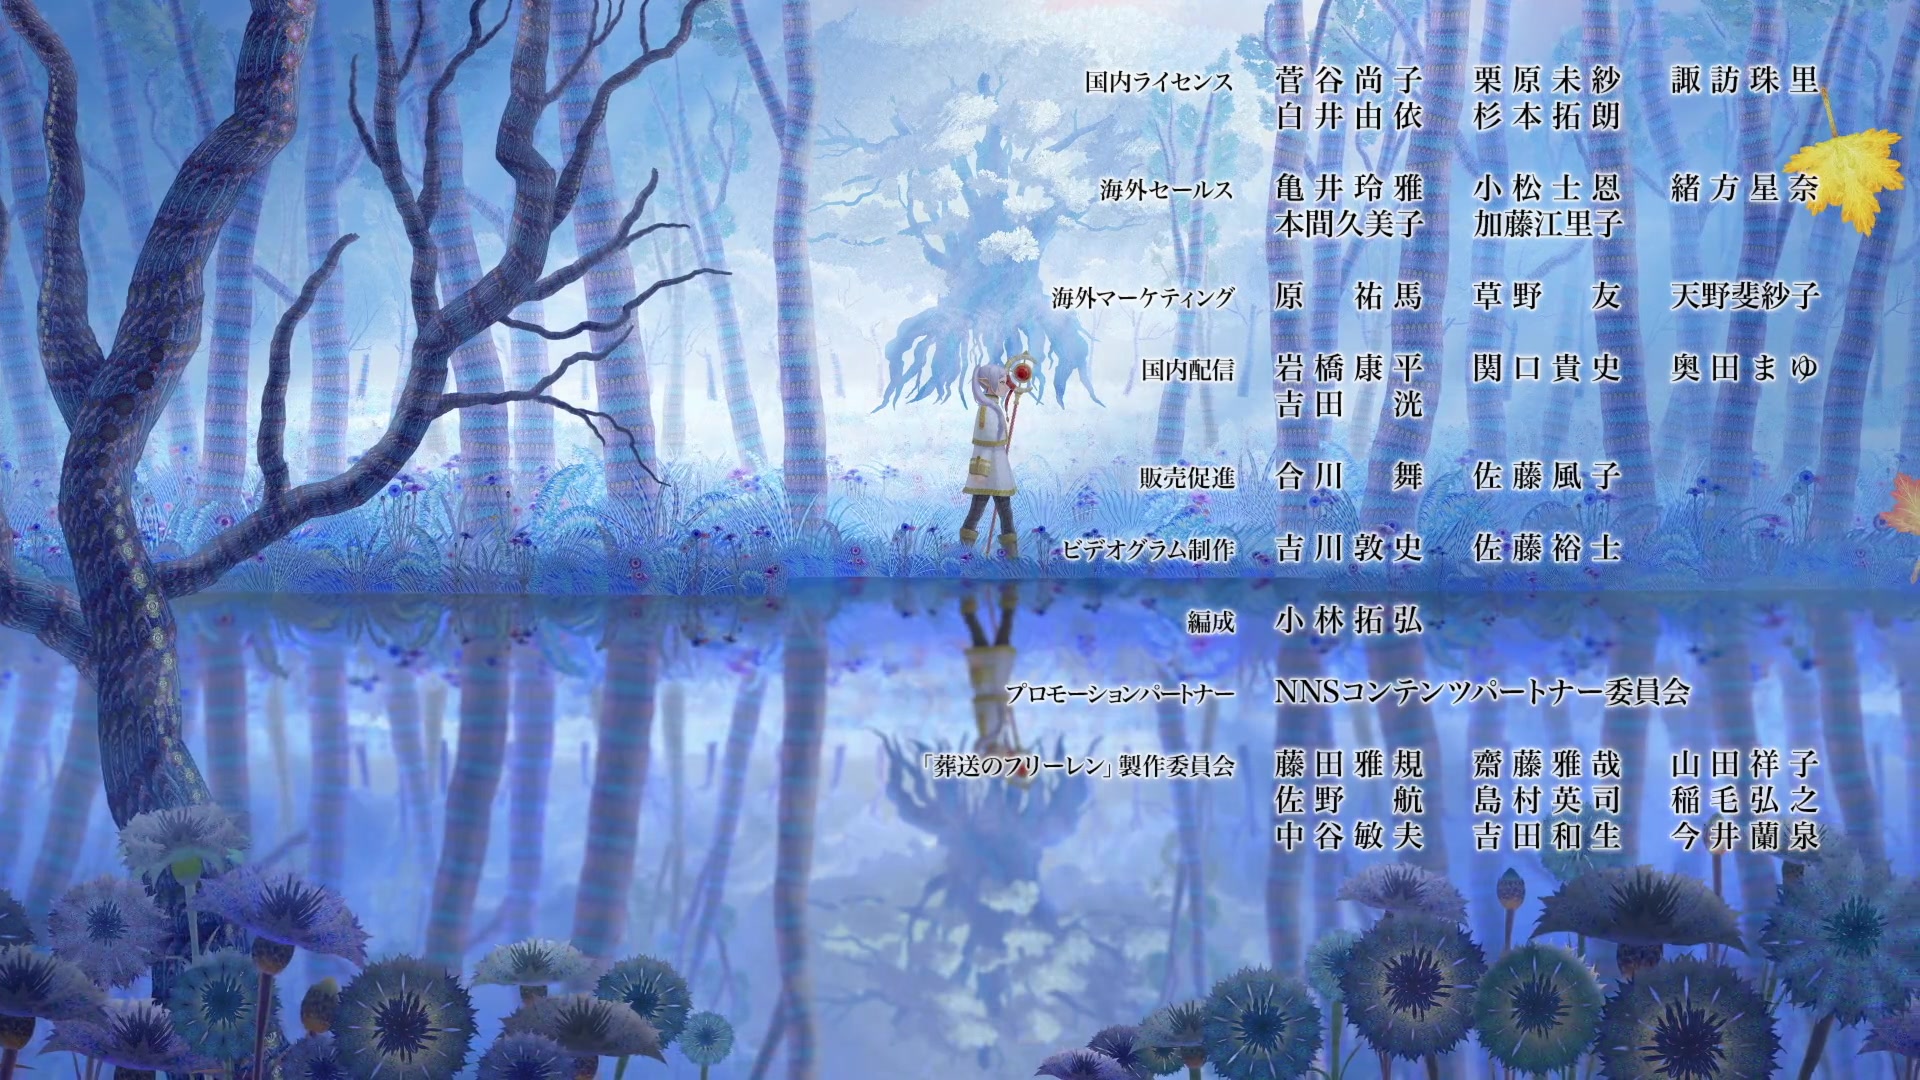 国内ライセンス 菅谷尚子 栗原未紗 諏訪珠里
白井由依 杉本拓朗
海外セールス 亀井玲雅 小松士恩 緒方星奈
本間久美子 加藤江里子
海外マーケティング 原祐馬 草野友 天野斐紗子
国内配信 岩橋康平 関口貴史 奥田まゆ
吉田洸
販売促進 合川舞 佐藤風子
ビデオグラム制作 吉川敦史 佐藤裕士
編成 小林拓弘
プロモーションパートナー NNSコンテンツパートナー委員会
「葬送のフリーレン」製作委員会 藤田雅規 齋藤雅哉 山田祥子
佐野航 島村英司 稲毛弘之
中谷敏夫 吉田和生 今井蘭泉